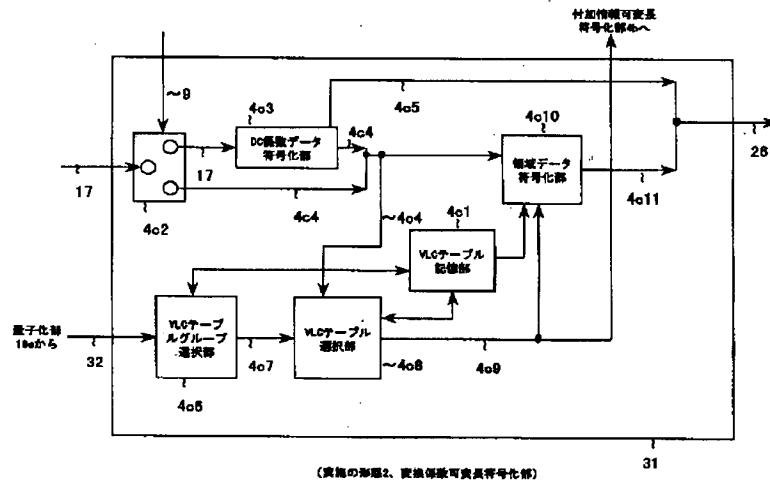 付加情報可変長
符号化部4bへ
~9
4c3
4c5
4c10
DC係数データ
符号化部
4c4
17
17
4c2
4c4
~4c4
4c1
領域データ
符号化部
4c11
26
VLCテーブル
記憶部
量子化部
19aから
32
VLCテーブ
ルグループ
選択部
4c7
VLCテーブル
選択部
~4c8
4c9
4c6
31
(実施の形態2、変換係数可変長符号化部)